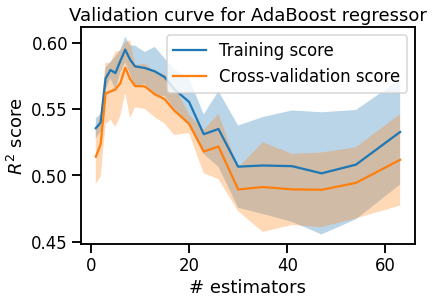 Validation curve for AdaBoost regressor
Training score
Cross-validation score
0.60
0.55
0.50
0.45
R² score
0
20
40
60
# estimators